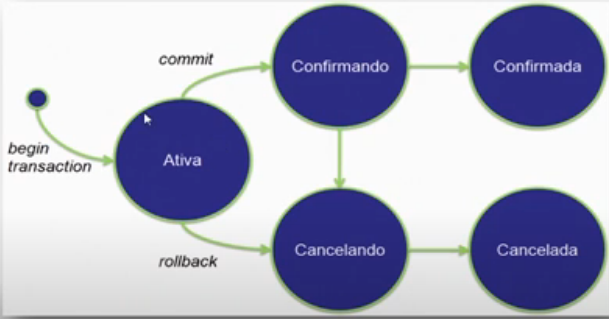 commit
Confirmando
Confirmada
begin
transaction
Ativa
rollback
Cancelando
Cancelada